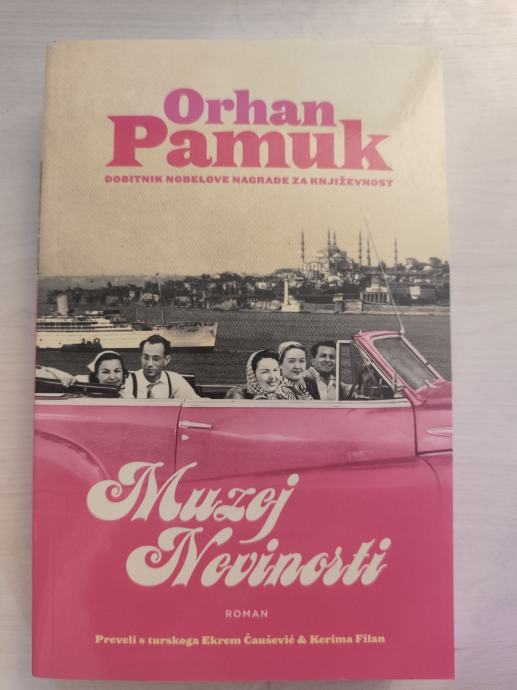 Orhan
Pamuk
DOBITNIK NOBELOVE NAGRADE ZA KNJIŽEVNOST
Muzej
Nevinosti
ROMAN
Preveli s turskoga Ekrem Čaušević & Kerima Filan